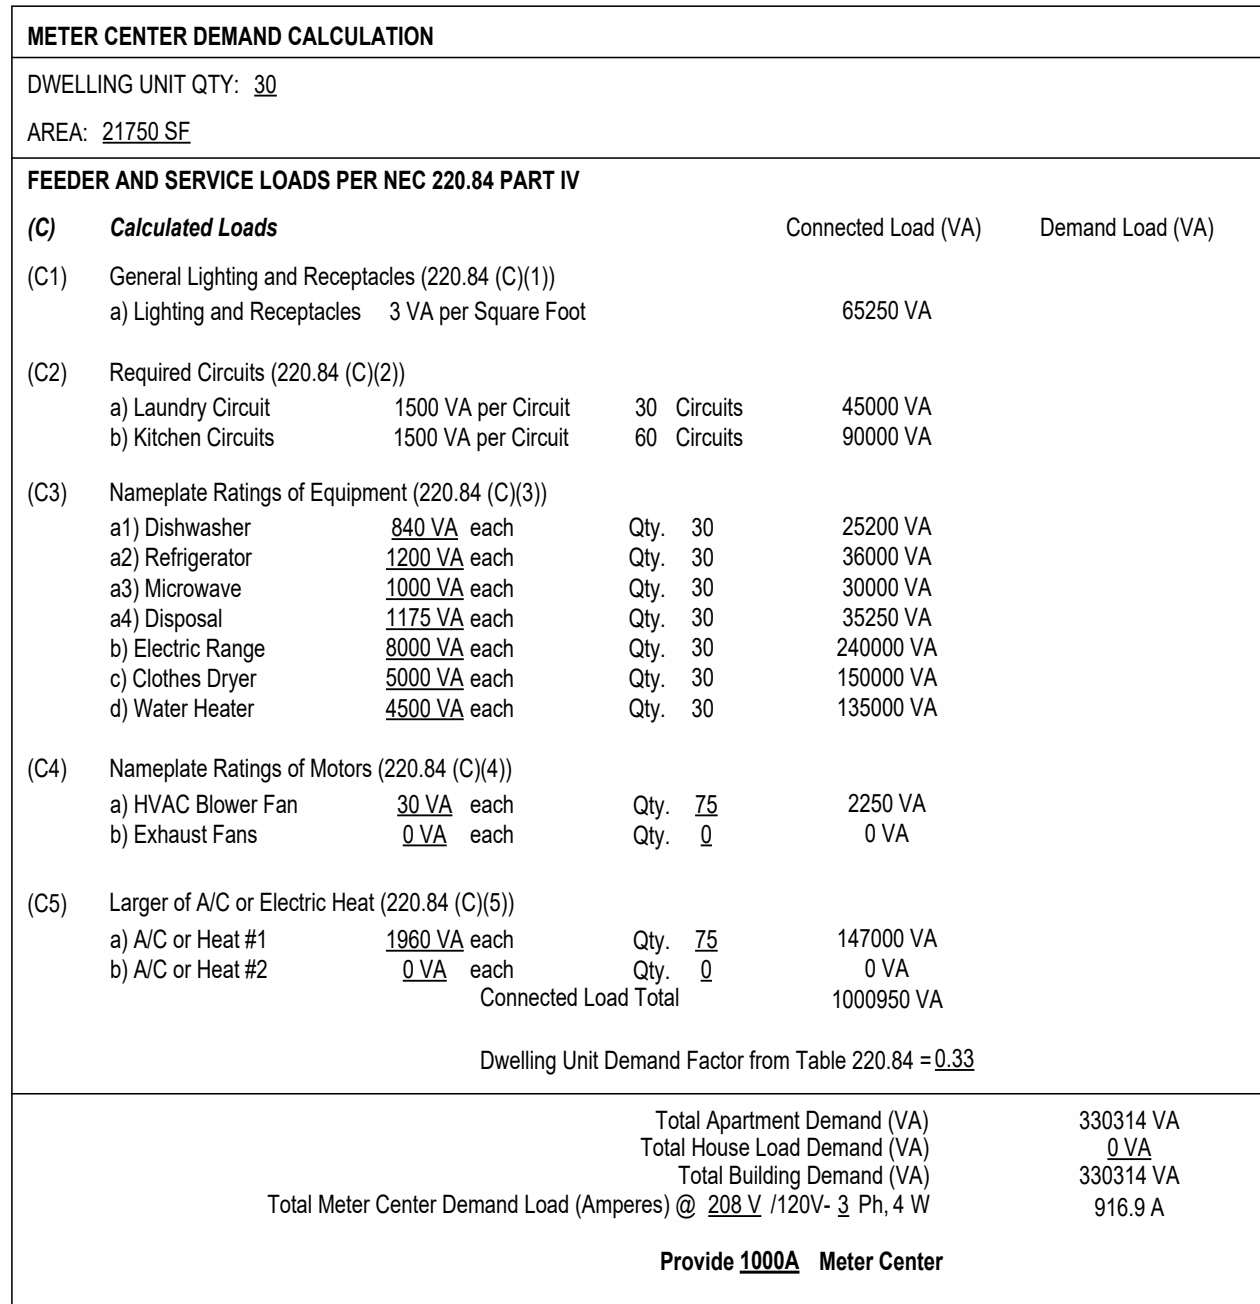 METER CENTER DEMAND CALCULATION
DWELLING UNIT QTY: 30
AREA: 21750 SF
FEEDER AND SERVICE LOADS PER NEC 220.84 PART IV
(C) Calculated Loads Connected Load (VA) Demand Load (VA)
(C1) General Lighting and Receptacles (220.84 (C)(1))
a) Lighting and Receptacles 3 VA per Square Foot 65250 VA
(C2) Required Circuits (220.84 (C)(2))
a) Laundry Circuit 1500 VA per Circuit 30 Circuits 45000 VA
b) Kitchen Circuits 1500 VA per Circuit 60 Circuits 90000 VA
(C3) Nameplate Ratings of Equipment (220.84 (C)(3))
a1) Dishwasher 840 VA each Qty. 30 25200 VA
a2) Refrigerator 1200 VA each Qty. 30 36000 VA
a3) Microwave 1000 VA each Qty. 30 30000 VA
a4) Disposal 1175 VA each Qty. 30 35250 VA
b) Electric Range 8000 VA each Qty. 30 240000 VA
c) Clothes Dryer 5000 VA each Qty. 30 150000 VA
d) Water Heater 4500 VA each Qty. 30 135000 VA
(C4) Nameplate Ratings of Motors (220.84 (C)(4))
a) HVAC Blower Fan 30 VA each Qty. 75 2250 VA
b) Exhaust Fans 0 VA each Qty. 0 0 VA
(C5) Larger of A/C or Electric Heat (220.84 (C)(5))
a) A/C or Heat #1 1960 VA each Qty. 75 147000 VA
b) A/C or Heat #2 0 VA each Qty. 0 0 VA
Connected Load Total 1000950 VA
Dwelling Unit Demand Factor from Table 220.84 = 0.33
Total Apartment Demand (VA) 330314 VA
Total House Load Demand (VA) 0 VA
Total Building Demand (VA) 330314 VA
Total Meter Center Demand Load (Amperes) @ 208 V /120V- 3 Ph, 4 W 916.9 A
Provide 1000A Meter Center